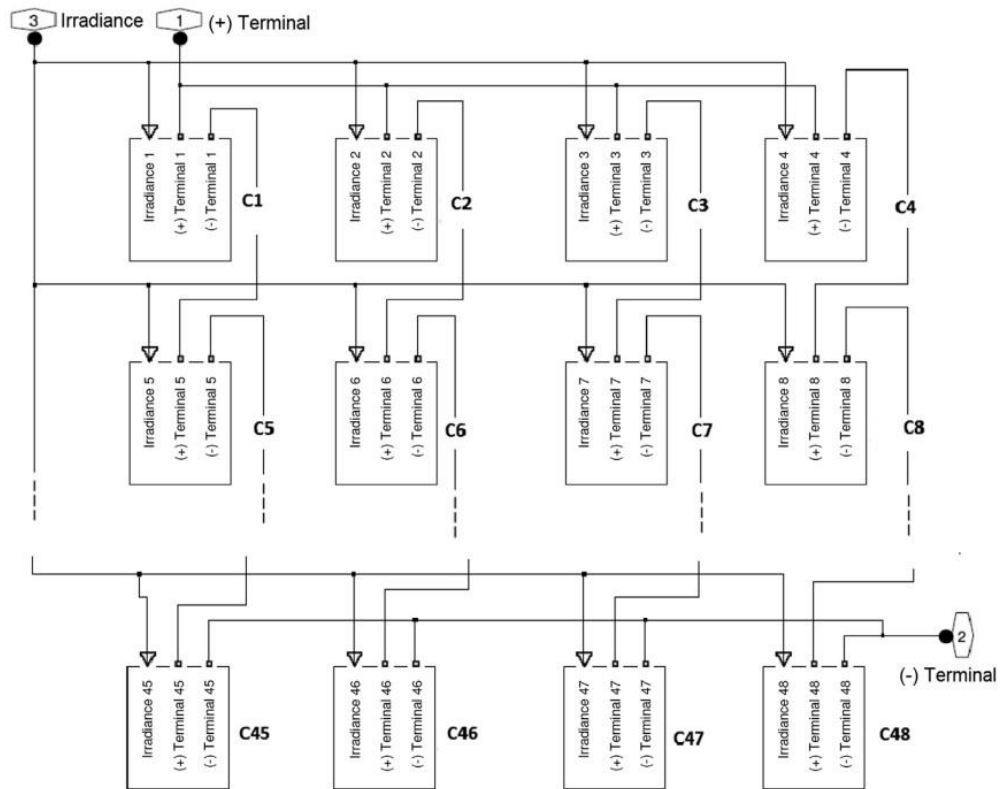 3 Irradiance
1 (+) Terminal
Irradiance 1
(+) Terminal 1
(-) Terminal 1
C1
Irradiance 2
(+) Terminal 2
(-) Terminal 2
C2
Irradiance 3
(+) Terminal 3
(-) Terminal 3
C3
Irradiance 4
(+) Terminal 4
(-) Terminal 4
C4
Irradiance 5
(+) Terminal 5
(-) Terminal 5
C5
Irradiance 6
(+) Terminal 6
(-) Terminal 6
C6
Irradiance 7
(+) Terminal 7
(-) Terminal 7
C7
Irradiance 8
(+) Terminal 8
(-) Terminal 8
C8
Irradiance 45
(+) Terminal 45
(-) Terminal 45
C45
Irradiance 46
(+) Terminal 46
(-) Terminal 46
C46
Irradiance 47
(+) Terminal 47
(-) Terminal 47
C47
Irradiance 48
(+) Terminal 48
(-) Terminal 48
C48
2
(-) Terminal